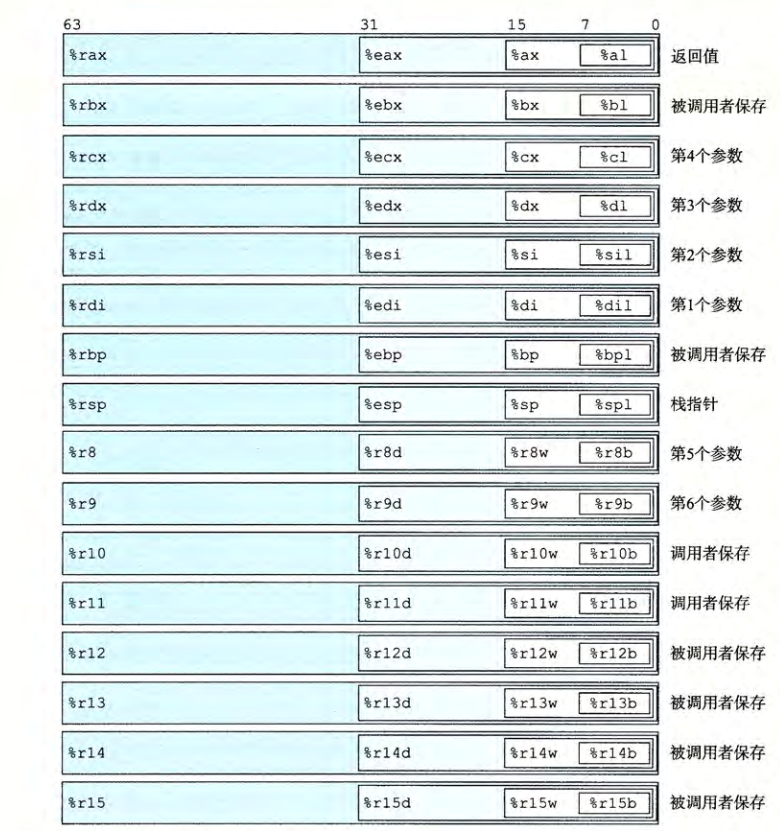 63 31 15 7 0
%rax %eax %ax %al 返回值
%rbx %ebx %bx %bl 被调用者保存
%rcx %ecx %cx %cl 第4个参数
%rdx %edx %dx %dl 第3个参数
%rsi %esi %si %sil 第2个参数
%rdi %edi %di %dil 第1个参数
%rbp %ebp %bp %bpl 被调用者保存
%rsp %esp %sp %spl 栈指针
%r8 %r8d %r8w %r8b 第5个参数
%r9 %r9d %r9w %r9b 第6个参数
%r10 %r10d %r10w %r10b 调用者保存
%r11 %r11d %r11w %r11b 调用者保存
%r12 %r12d %r12w %r12b 被调用者保存
%r13 %r13d %r13w %r13b 被调用者保存
%r14 %r14d %r14w %r14b 被调用者保存
%r15 %r15d %r15w %r15b 被调用者保存